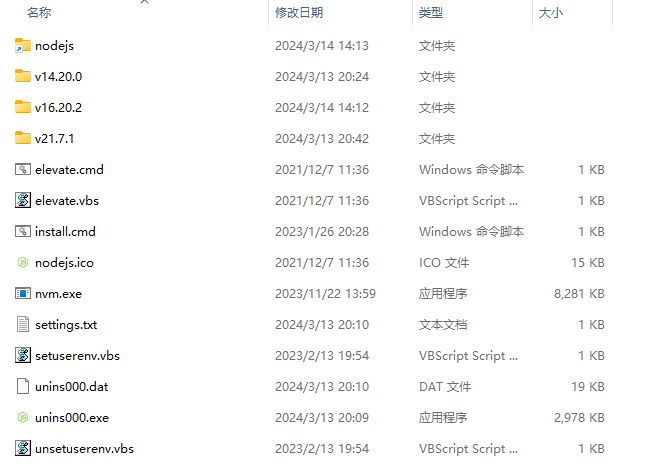 名称 修改日期 类型 大小
nodejs 2024/3/14 14:13 文件夹
v14.20.0 2024/3/13 20:24 文件夹
v16.20.2 2024/3/14 14:12 文件夹
v21.7.1 2024/3/13 20:42 文件夹
elevate.cmd 2021/12/7 11:36 Windows 命令脚本 1 KB
elevate.vbs 2021/12/7 11:36 VBScript Script ... 1 KB
install.cmd 2023/1/26 20:28 Windows 命令脚本 1 KB
nodejs.ico 2021/12/7 11:36 ICO 文件 15 KB
nvm.exe 2023/11/22 13:59 应用程序 8,281 KB
settings.txt 2024/3/13 20:10 文本文档 1 KB
setuserenv.vbs 2023/2/13 19:54 VBScript Script ... 1 KB
unins000.dat 2024/3/13 20:10 DAT 文件 19 KB
unins000.exe 2024/3/13 20:09 应用程序 2,978 KB
unsetuserenv.vbs 2023/2/13 19:54 VBScript Script ... 1 KB